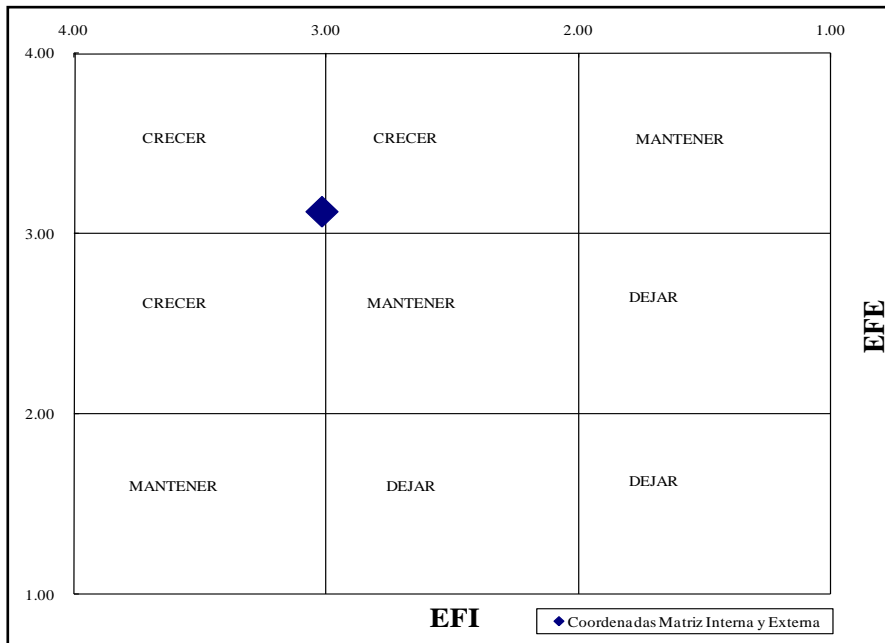 4.00 3.00 2.00 1.00
4.00
CRECER CRECER MANTENER
3.00
CRECER MANTENER DEJAR
EFE
2.00
MANTENER DEJAR DEJAR
1.00
EFI
Coordenadas Matriz Interna y Externa